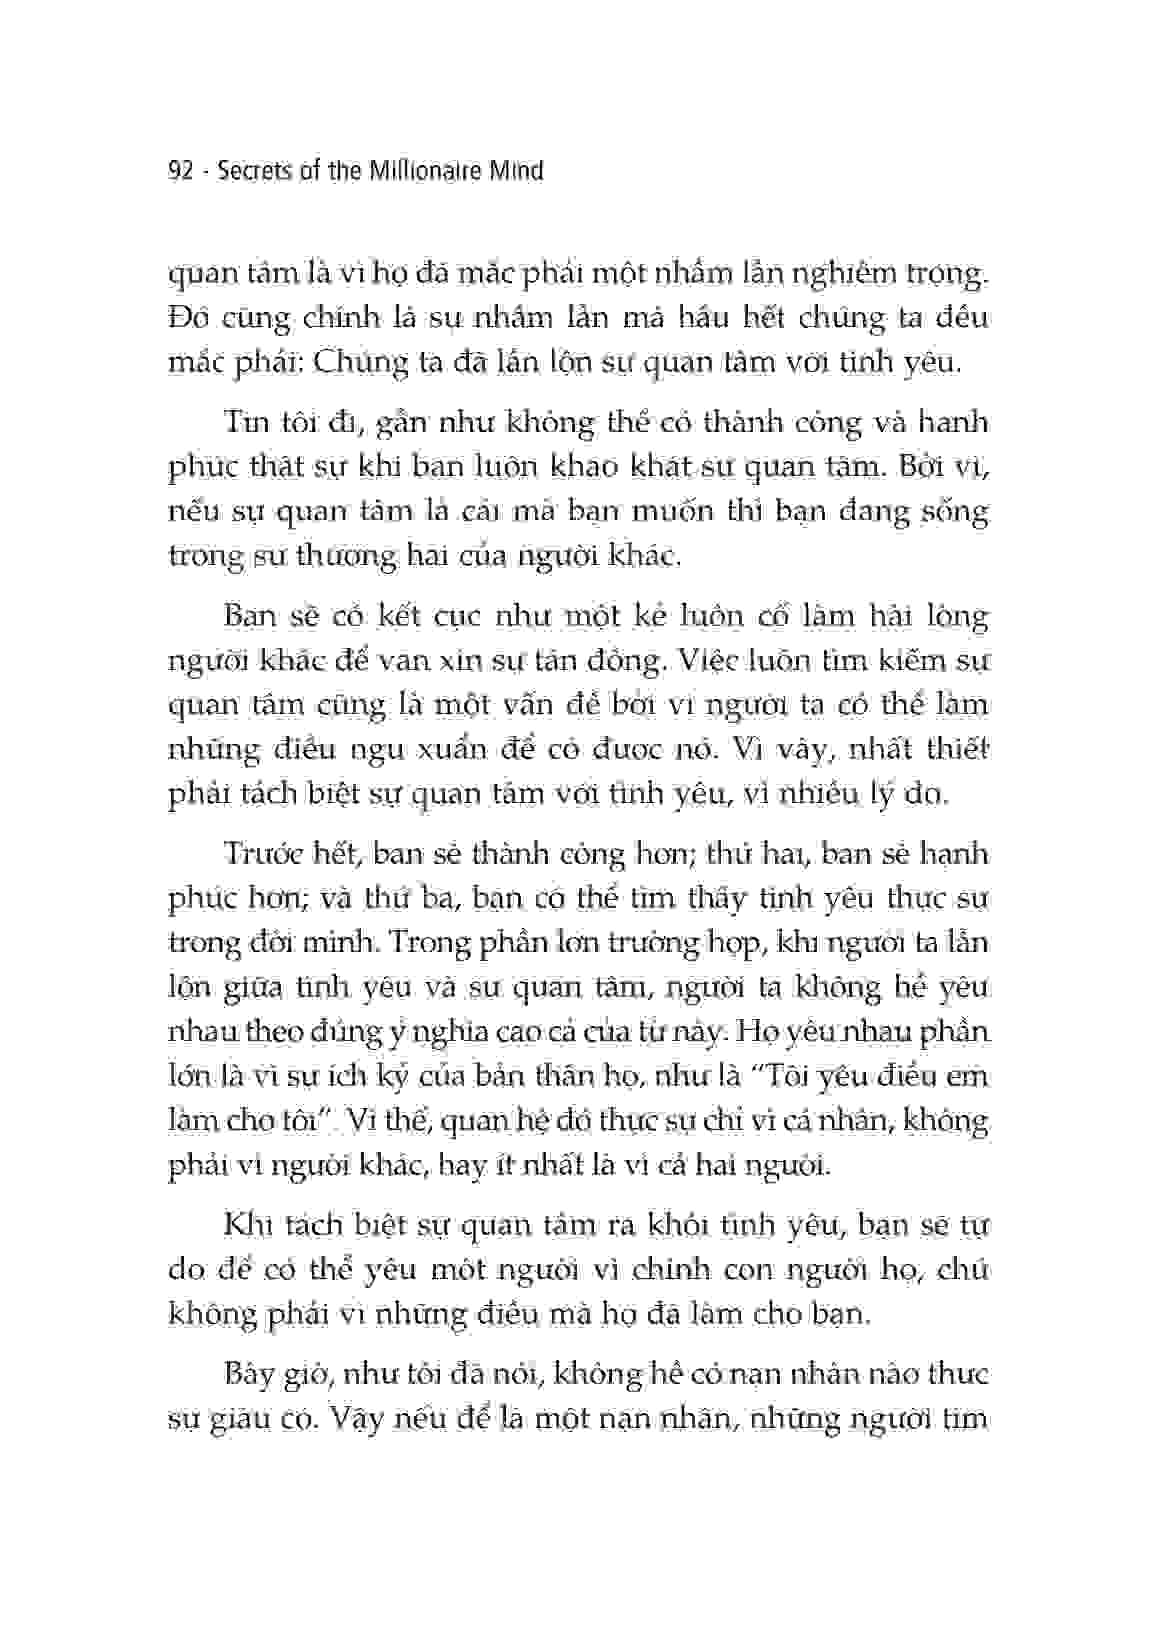 92 - Secrets of the Millionaire Mind
quan tâm là vì họ đã mắc phải một nhầm lẫn nghiêm trọng.
Đó cũng chính là sự nhầm lẫn mà hầu hết chúng ta đều
mắc phải: Chúng ta đã lẫn lộn sự quan tâm với tình yêu.
Tin tôi đi, gần như không thể có thành công và hạnh
phúc thật sự khi bạn luôn khao khát sự quan tâm. Bởi vì,
nếu sự quan tâm là cái mà bạn muốn thì bạn đang sống
trong sự thương hại của người khác.
Bạn sẽ có kết cục như một kẻ luôn cố làm hài lòng
người khác để van xin sự tán đồng. Việc luôn tìm kiếm sự
quan tâm cũng là một vấn đề bởi vì người ta có thể làm
những điều ngu xuẩn để có được nó. Vì vậy, nhất thiết
phải tách biệt sự quan tâm với tình yêu, vì nhiều lý do.
Trước hết, bạn sẽ thành công hơn; thứ hai, bạn sẽ hạnh
phúc hơn; và thứ ba, bạn có thể tìm thấy tình yêu thực sự
trong đời mình. Trong phần lớn trường hợp, khi người ta lẫn
lộn giữa tình yêu và sự quan tâm, người ta không hề yêu
nhau theo đúng ý nghĩa cao cả của từ này. Họ yêu nhau phần
lớn là vì sự ích kỷ của bản thân họ, như là “Tôi yêu điều em
làm cho tôi”. Vì thế, quan hệ đó thực sự chỉ vì cá nhân, không
phải vì người khác, hay ít nhất là vì cả hai người.
Khi tách biệt sự quan tâm ra khỏi tình yêu, bạn sẽ tự
do để có thể yêu một người vì chính con người họ, chứ
không phải vì những điều mà họ đã làm cho bạn.
Bây giờ, như tôi đã nói, không hề có nạn nhân nào thực
sự giàu có. Vậy nếu để là một nạn nhân, những người tìm